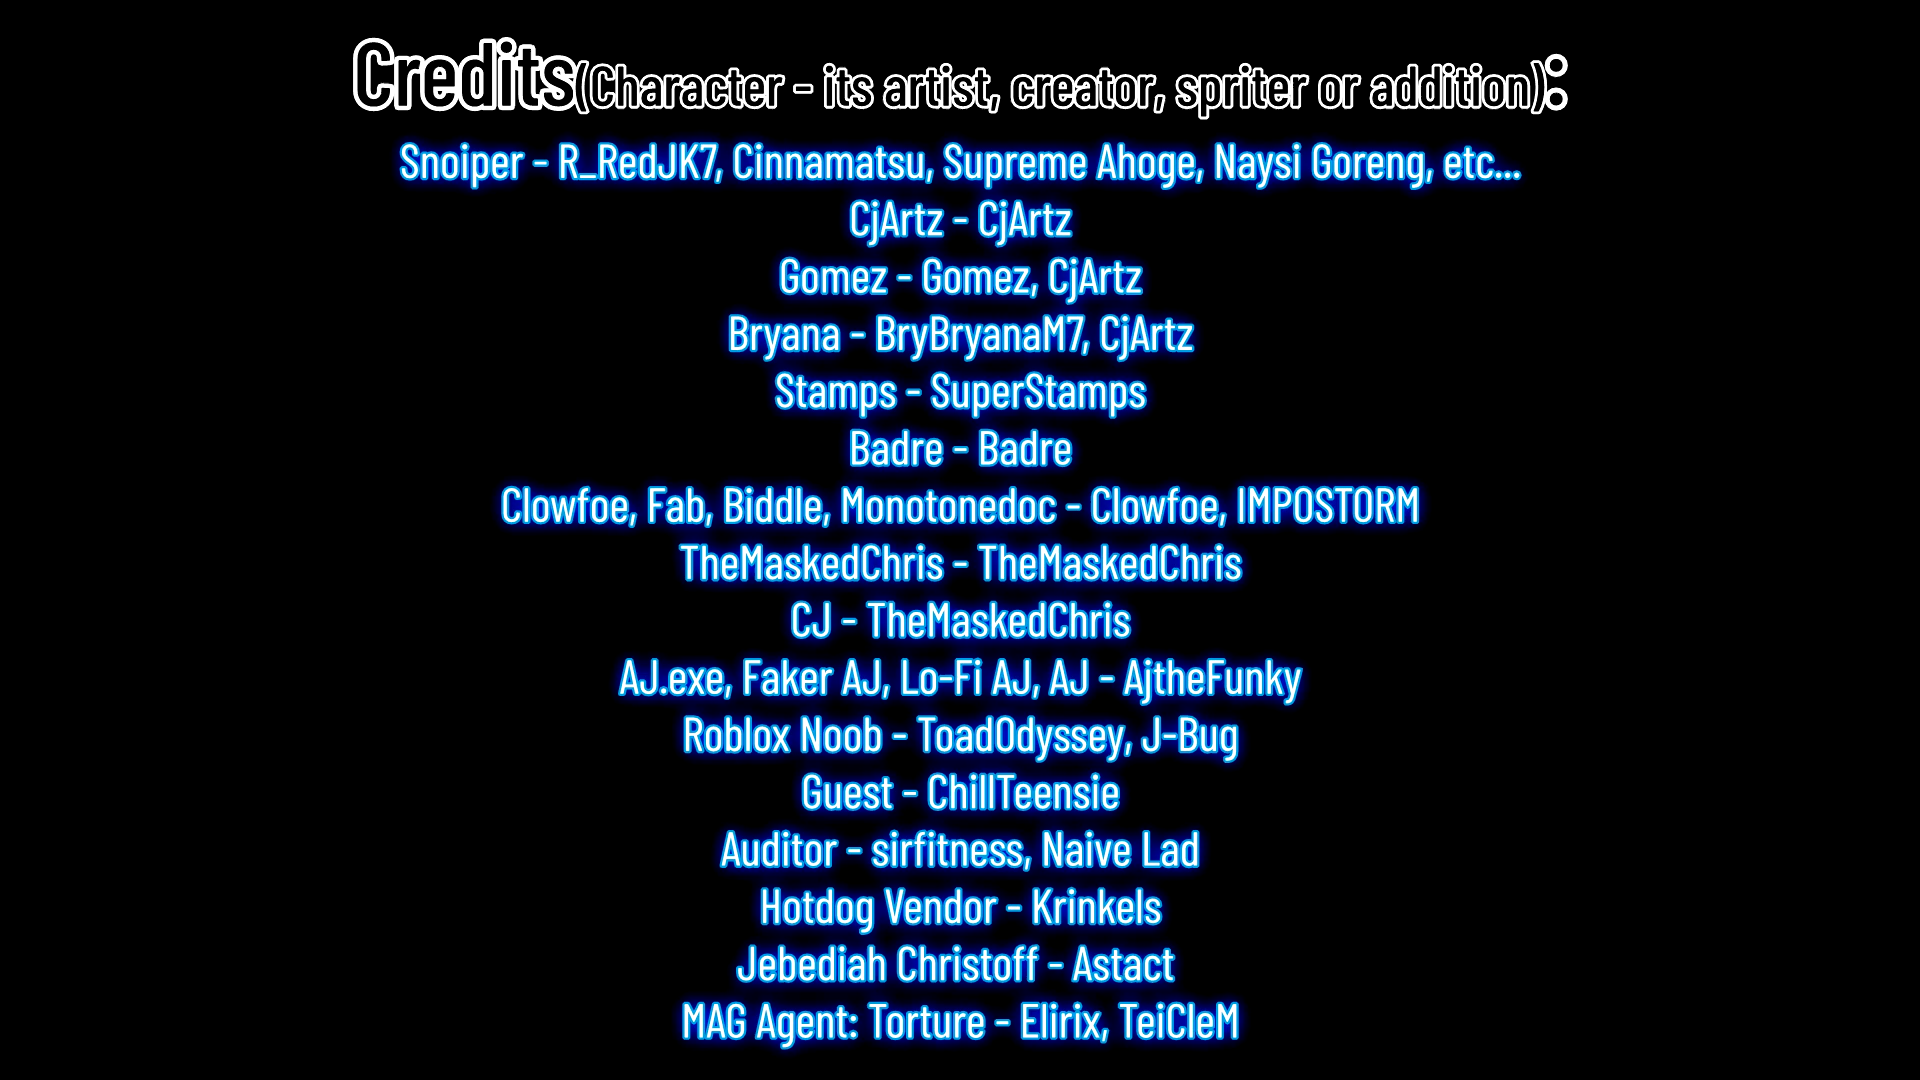 Credits(Character - its artist, creator, spriter or addition):
Snoiper - R_RedJK7, Cinnamatsu, Supreme Ahoge, Naysi Goreng, etc...
CjArtz - CjArtz
Gomez - Gomez, CjArtz
Bryana - BryBryanaM7, CjArtz
Stamps - SuperStamps
Badre - Badre
Clowfoe, Fab, Biddle, Monotonedoc - Clowfoe, IMPOSTORM
TheMaskedChris - TheMaskedChris
CJ - TheMaskedChris
AJ.exe, Faker AJ, Lo-Fi AJ, AJ - AjtheFunky
Roblox Noob - ToadOdyssey, J-Bug
Guest - ChillTeensie
Auditor - sirfitness, Naive Lad
Hotdog Vendor - Krinkels
Jebediah Christoff - Astact
MAG Agent: Torture - Elirix, TeiCleM